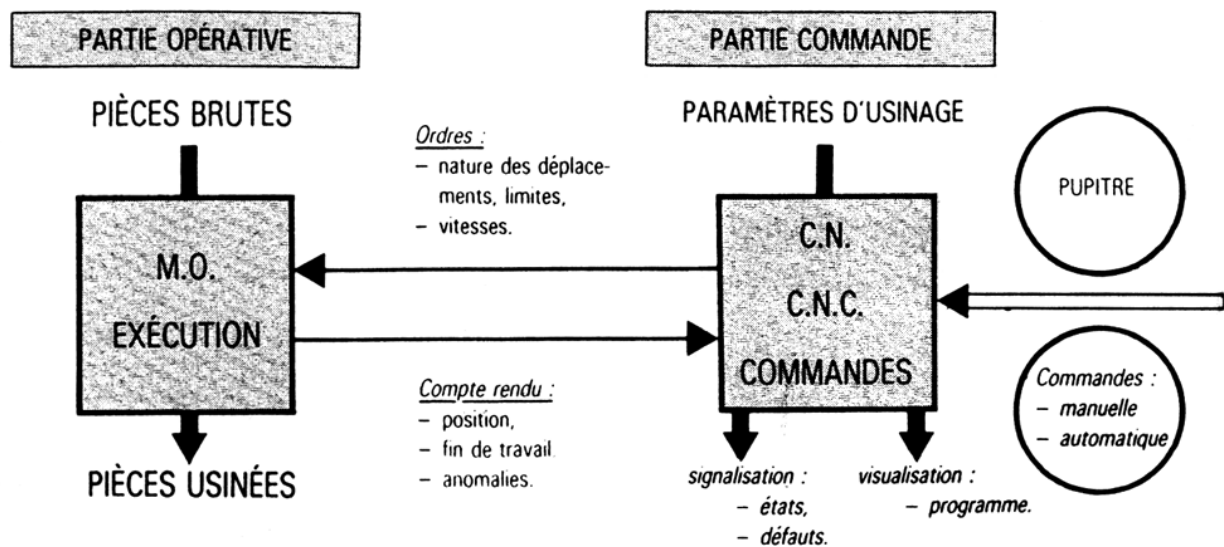 PARTIE OPÉRATIVE
PARTIE COMMANDE
PIÈCES BRUTES
PARAMÈTRES D'USINAGE
Ordres :
– nature des déplace-
ments, limites,
– vitesses.
M.O.
EXÉCUTION
C.N.
C.N.C.
COMMANDES
PUPITRE
Compte rendu :
– position,
– fin de travail.
– anomalies.
Commandes :
– manuelle
– automatique
PIÈCES USINÉES
signalisation :
– états,
– défauts.
visualisation :
– programme.